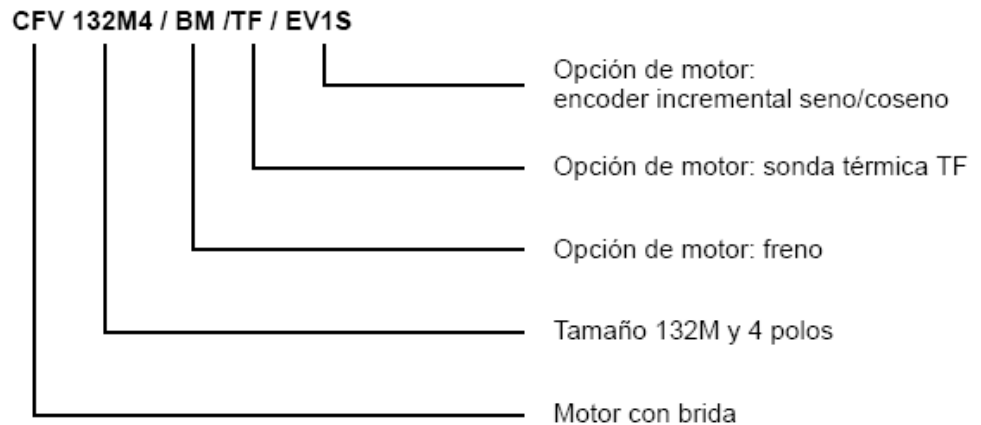 CFV 132M4 / BM /TF / EV1S
Opción de motor:
encoder incremental seno/coseno
Opción de motor: sonda térmica TF
Opción de motor: freno
Tamaño 132M y 4 polos
Motor con brida